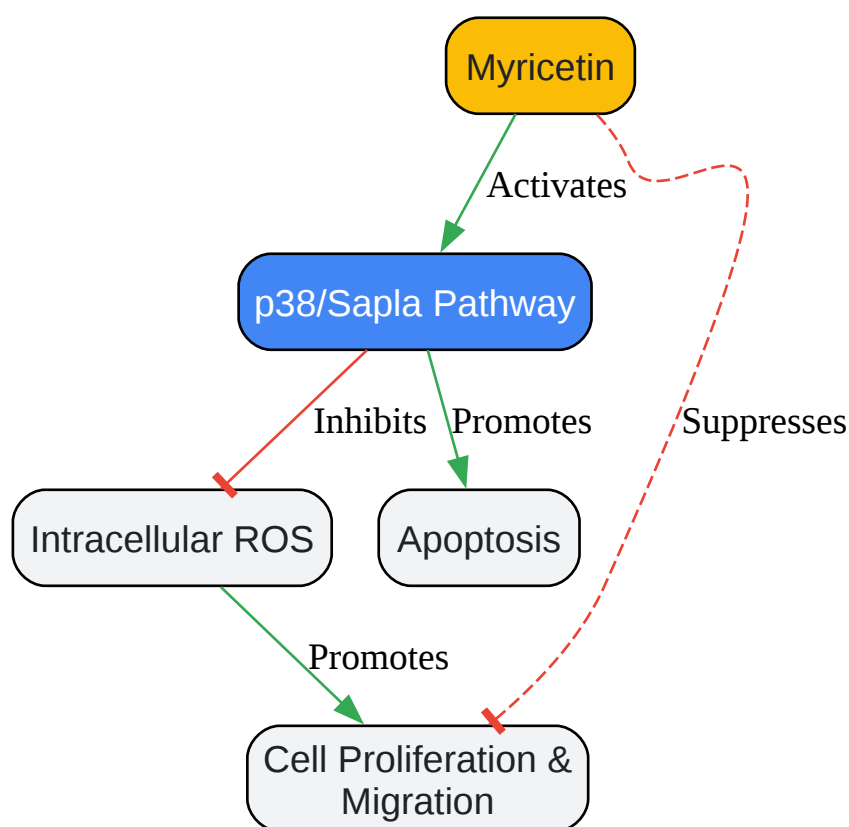 Myricetin
Activates
p38/Sapla Pathway
Inhibits
Promotes
Suppresses
Intracellular ROS
Apoptosis
Promotes
Cell Proliferation &
Migration